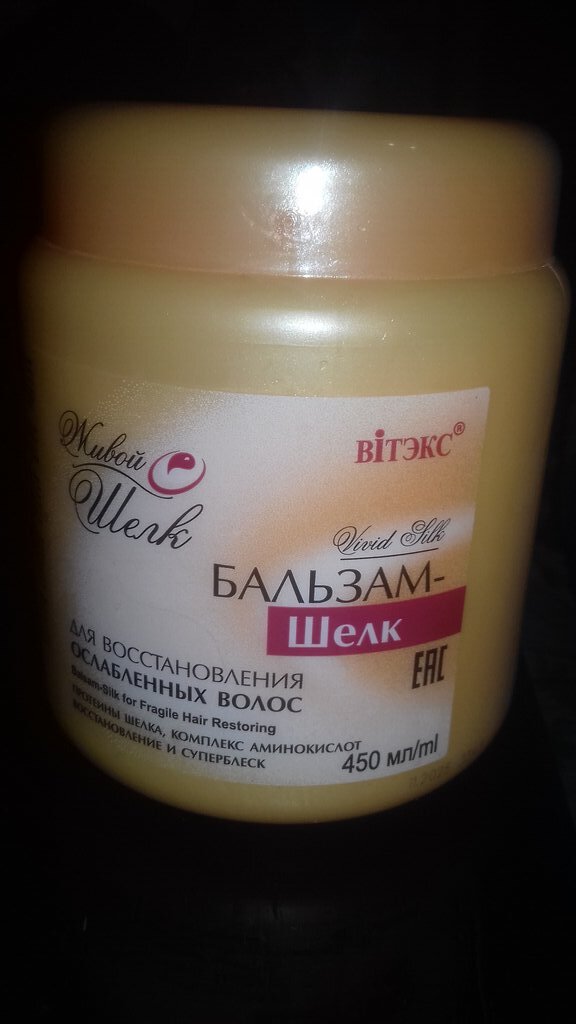 Живой
Шелк
вiтэкс®
Vivid Silk
БАЛЬЗАМ-
Шелк
ДЛЯ ВОССТАНОВЛЕНИЯ
ОСЛАБЛЕННЫХ ВОЛОС
Balsam-Silk for Fragile Hair Restoring
ПРОТЕИНЫ ШЕЛКА, КОМПЛЕКС АМИНОКИСЛОТ
ВОССТАНОВЛЕНИЕ И СУПЕРБЛЕСК
EAC
450 мл/ml